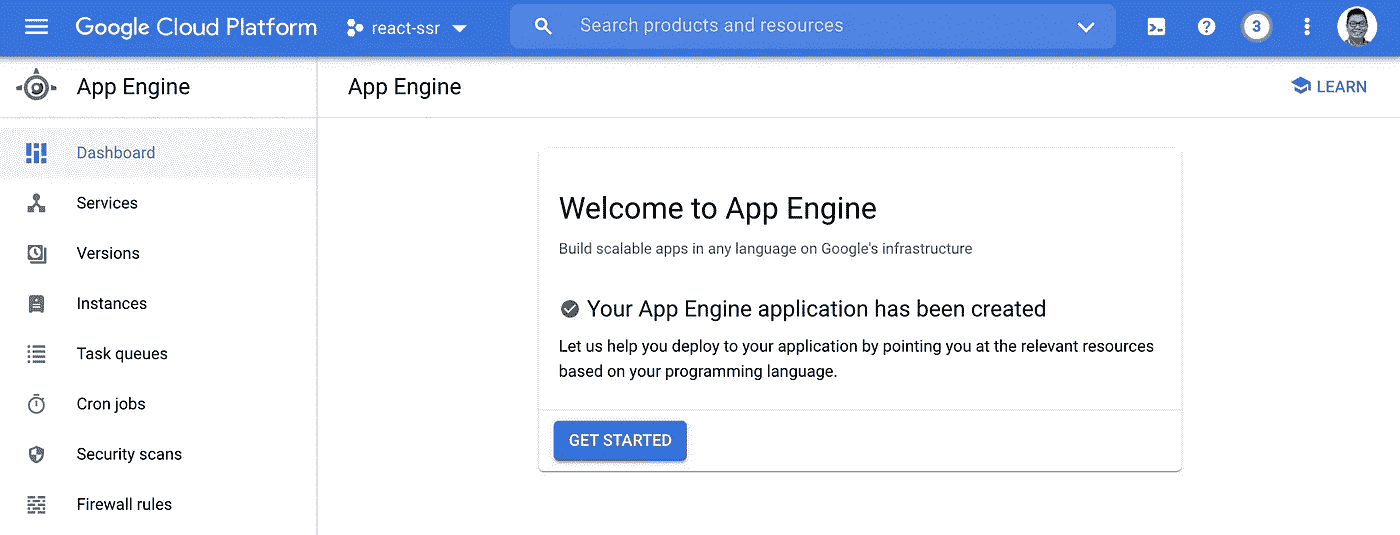 Google Cloud Platform
react-ssr
Search products and resources
3
App Engine
App Engine
LEARN
Dashboard
Services
Versions
Instances
Task queues
Cron jobs
Security scans
Firewall rules
Welcome to App Engine
Build scalable apps in any language on Google's infrastructure
Your App Engine application has been created
Let us help you deploy to your application by pointing you at the relevant resources
based on your programming language.
GET STARTED